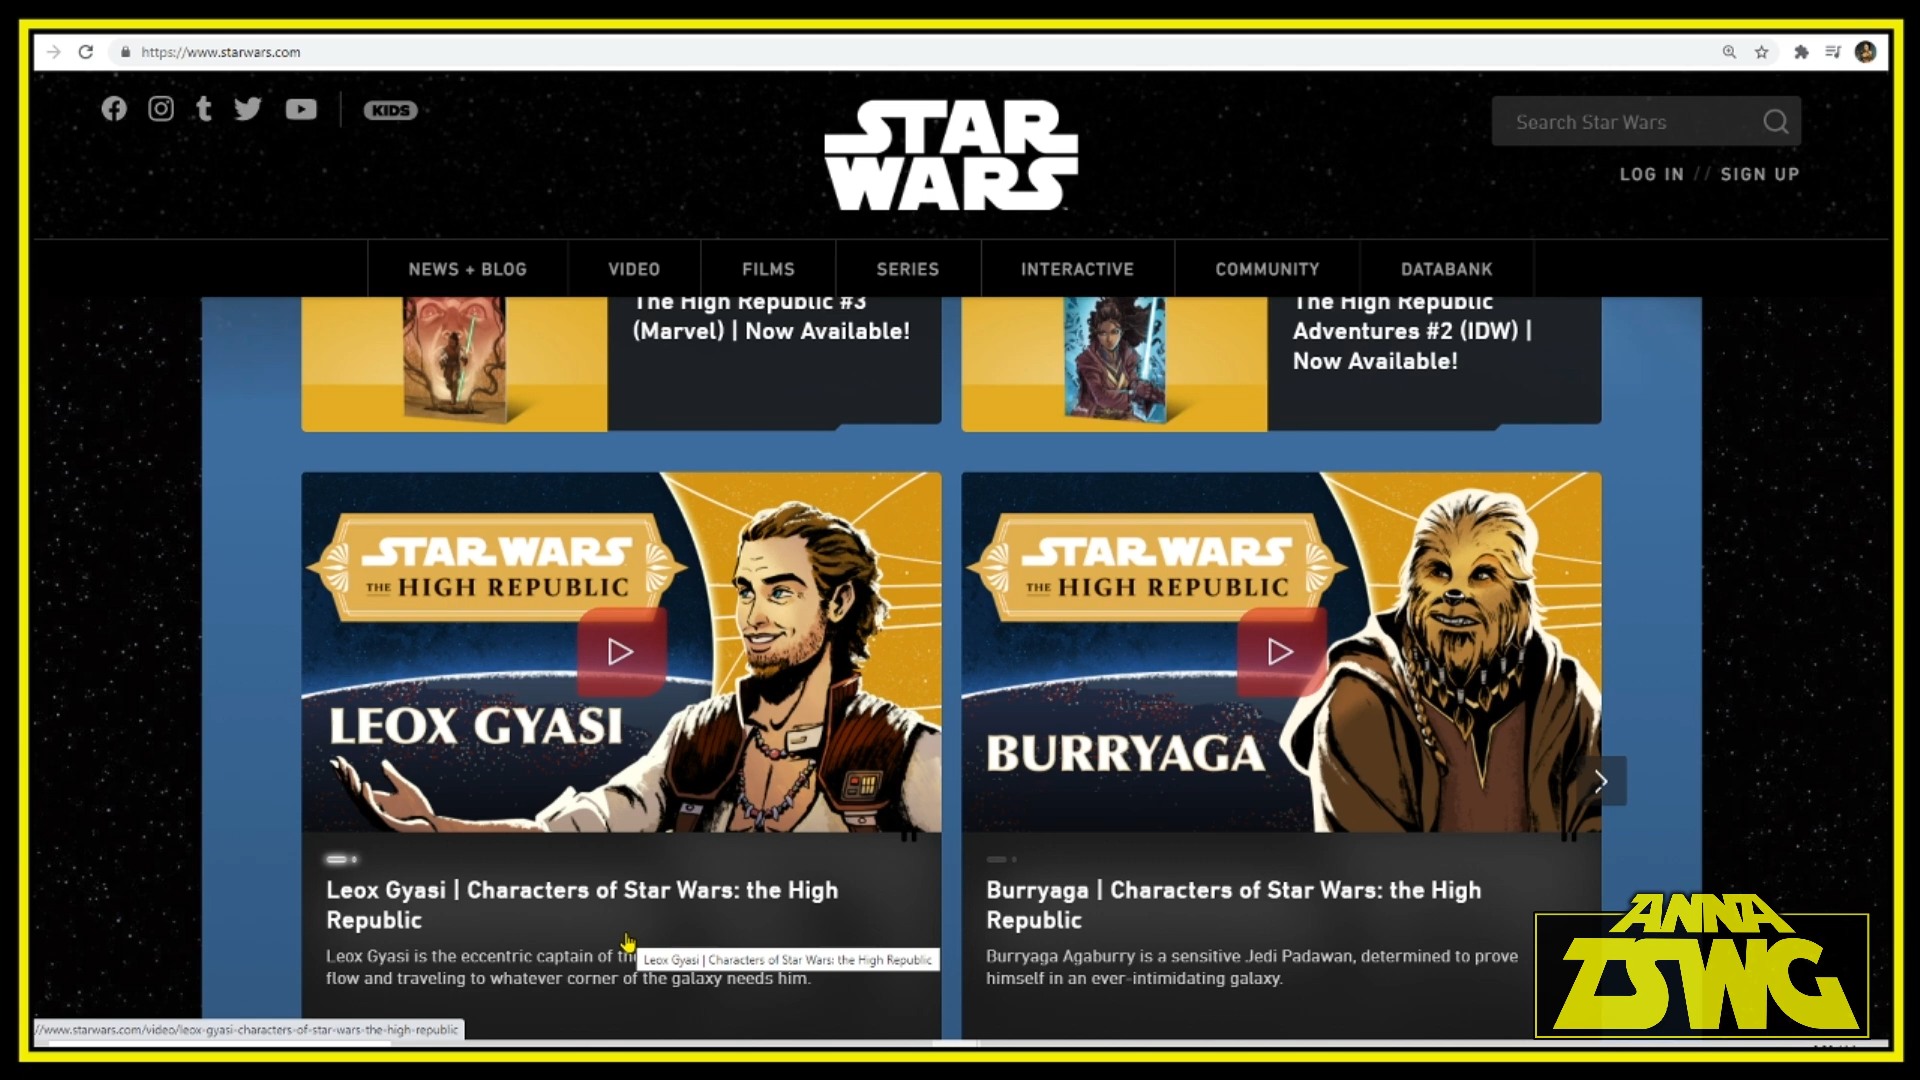 https://www.starwars.com
KIDS
STAR
WARS
Search Star Wars
LOG IN // SIGN UP
NEWS + BLOG
VIDEO
FILMS
SERIES
INTERACTIVE
COMMUNITY
DATABANK
The High Republic #3
(Marvel) | Now Available!
The High Republic
Adventures #2 (IDW) |
Now Available!
STAR WARS
THE HIGH REPUBLIC
LEOX GYASI
STAR WARS
THE HIGH REPUBLIC
BURRYAGA
Leox Gyasi | Characters of Star Wars: the High
Republic
Leox Gyasi is the eccentric captain of
flow and traveling to whatever corner of the galaxy needs him.
Leox Gyasi | Characters of Star Wars: the High Republic
Burryaga | Characters of Star Wars: the High
Republic
Burryaga Agaburry is a sensitive Jedi Padawan, determined to prove
himself in an ever-intimidating galaxy.
//www.starwars.com/video/leox-gyasi-characters-of-star-wars-the-high-republic
ANNA
TSWG